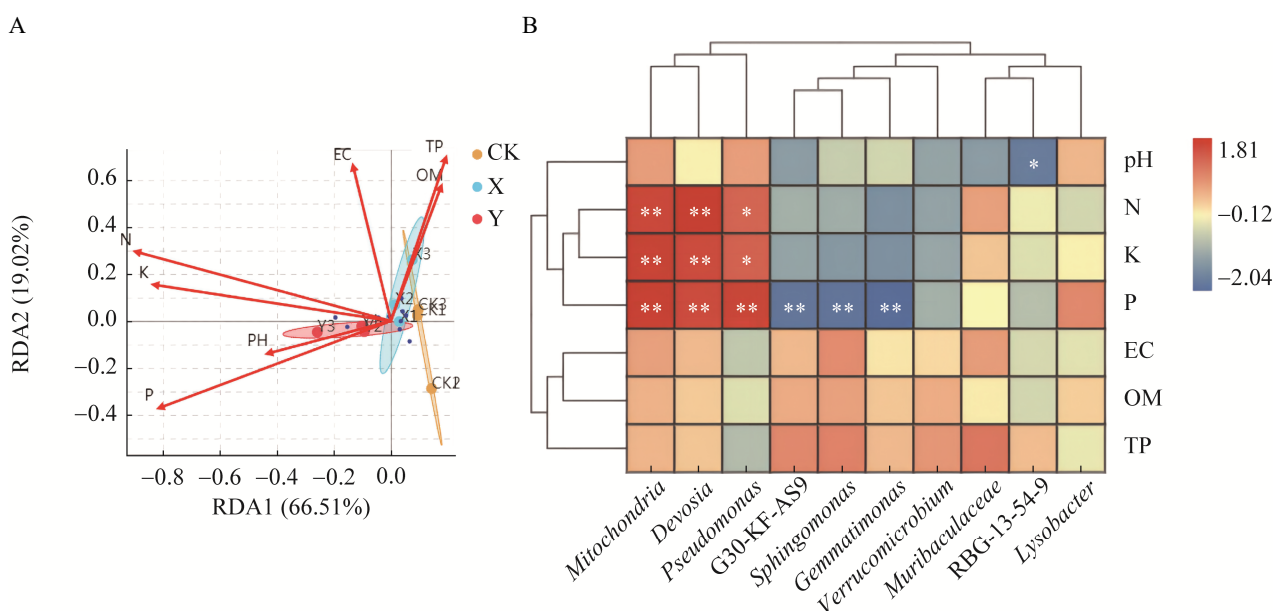 A
B
EC
TP
OM
N
K
X3
X2
X1
CK3
CK1
Y3
PH
P
0.6
0.4
0.2
0.0
−0.2
−0.4
−0.8
−0.6
−0.4
−0.2
0.0
RDA2 (19.02%)
RDA1 (66.51%)
CK
X
Y
*
** ** *
** ** *
** ** ** ** ** **
pH
N
K
P
EC
OM
TP
1.81
−0.12
−2.04
Mitochondria
Devosia
Pseudomonas
G30-KF-AS9
Sphingomonas
Gemmatimonas
Verrucomicrobium
Muribaculaceae
RBG-13-54-9
Lysobacter